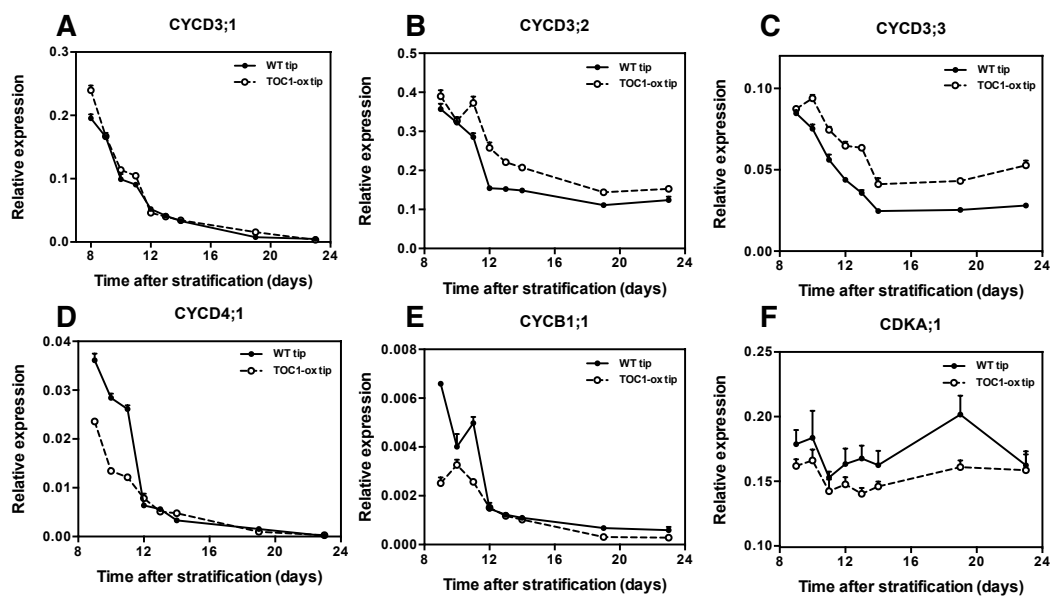 A
CYCD3;1
Relative expression
0.3
0.2
0.1
0.0
WT tip
TOC1-ox tip
8
12
16
20
24
Time after stratification (days)
B
CYCD3;2
Relative expression
0.5
0.4
0.3
0.2
0.1
0.0
WT tip
TOC1-ox tip
8
12
16
20
24
Time after stratification (days)
C
CYCD3;3
Relative expression
0.10
0.05
0.00
WT tip
TOC1-ox tip
8
12
16
20
24
Time after stratification (days)
D
CYCD4;1
Relative expression
0.04
0.03
0.02
0.01
0.00
WT tip
TOC1-ox tip
8
12
16
20
24
Time after stratification (days)
E
CYCB1;1
Relative expression
0.008
0.006
0.004
0.002
0.000
WT tip
TOC1-ox tip
8
12
16
20
24
Time after stratification (days)
F
CDKA;1
Relative expression
0.25
0.20
0.15
0.10
WT tip
TOC1-ox tip
8
12
16
20
24
Time after stratification (days)